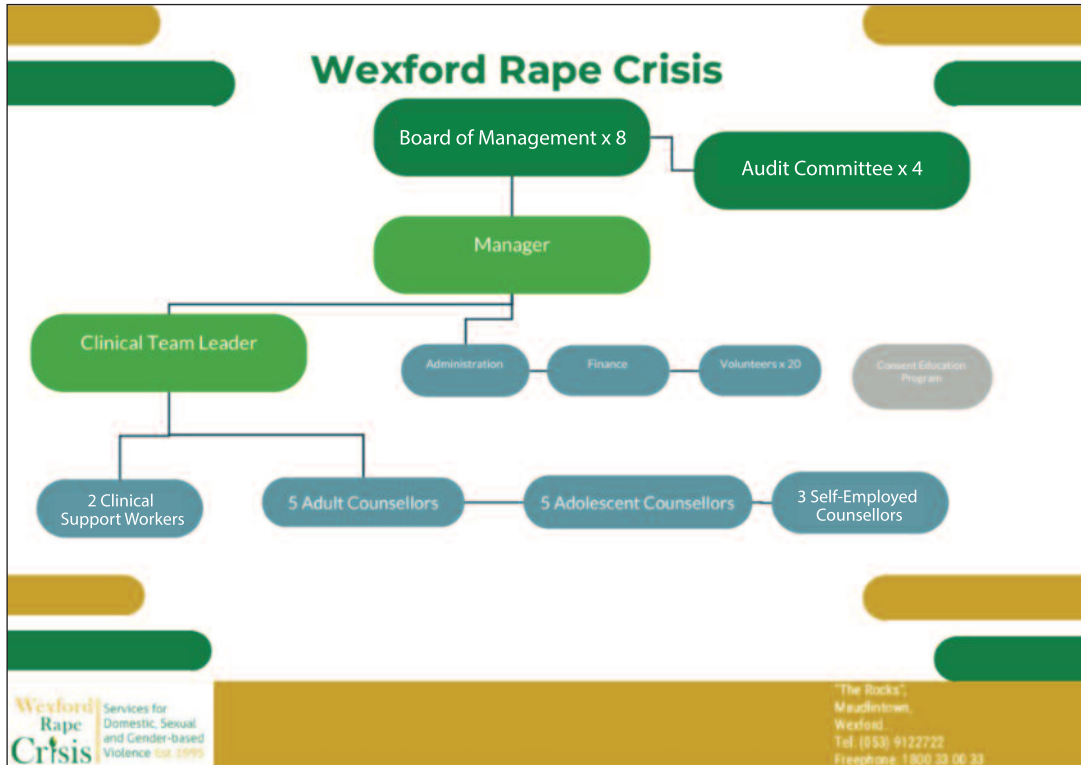 Wexford Rape Crisis
Board of Management x 8
Audit Committee x 4
Manager
Clinical Team Leader
Administration
Finance
Volunteers x 20
Consent Education
Program
2 Clinical
Support Workers
5 Adult Counsellors
5 Adolescent Counsellors
3 Self-Employed
Counsellors
Wexford
Rape
Crisis
Services for
Domestic, Sexual
and Gender-based
Violence Est. 1995
"The Rocks",
Maudlintown,
Wexford.
Tel. (053) 9122722
Freephone 1800 33 00 33